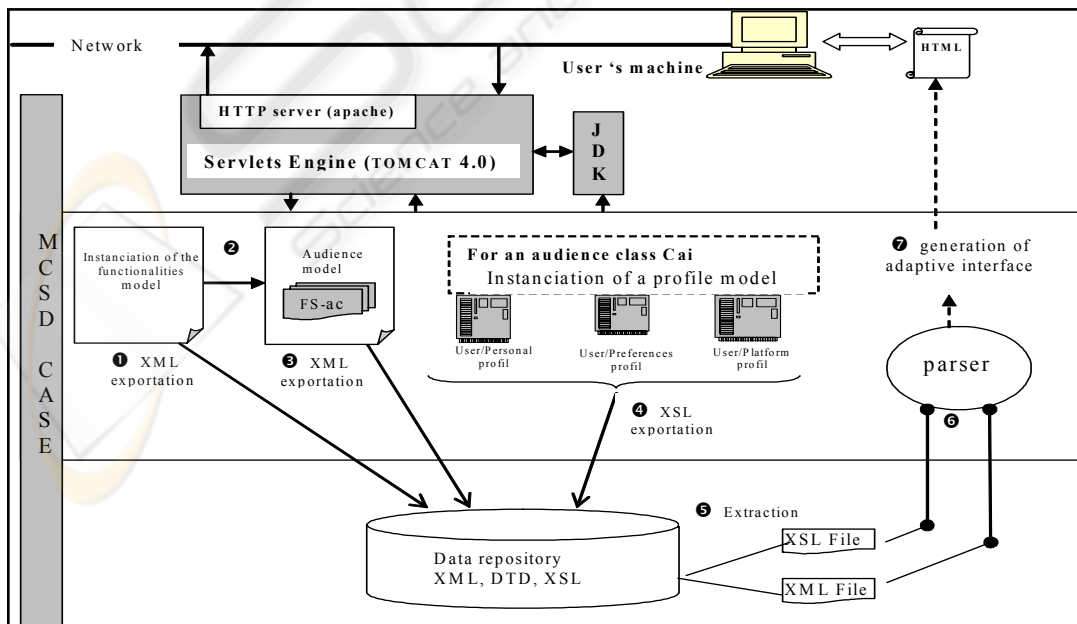 Network
User ‘s machine
HTML
HTTP server (apache)
Servlets Engine (TOMCAT 4.0)
J
D
K
M
C
S
D
C
A
S
E
Instanciation of the
functionalities
model
❷
Audience
model
FS-ac
❶ XML
exportation
❸ XML
exportation
For an audience class Cai
Instanciation of a profile model
User/Personal
profil
User/Preferences
profil
User/Platform
profil
❹ XSL
exportation
❼ generation of
adaptive interface
parser
❻
❺ Extraction
XSL File
XML File
Data repository
XML, DTD, XSL